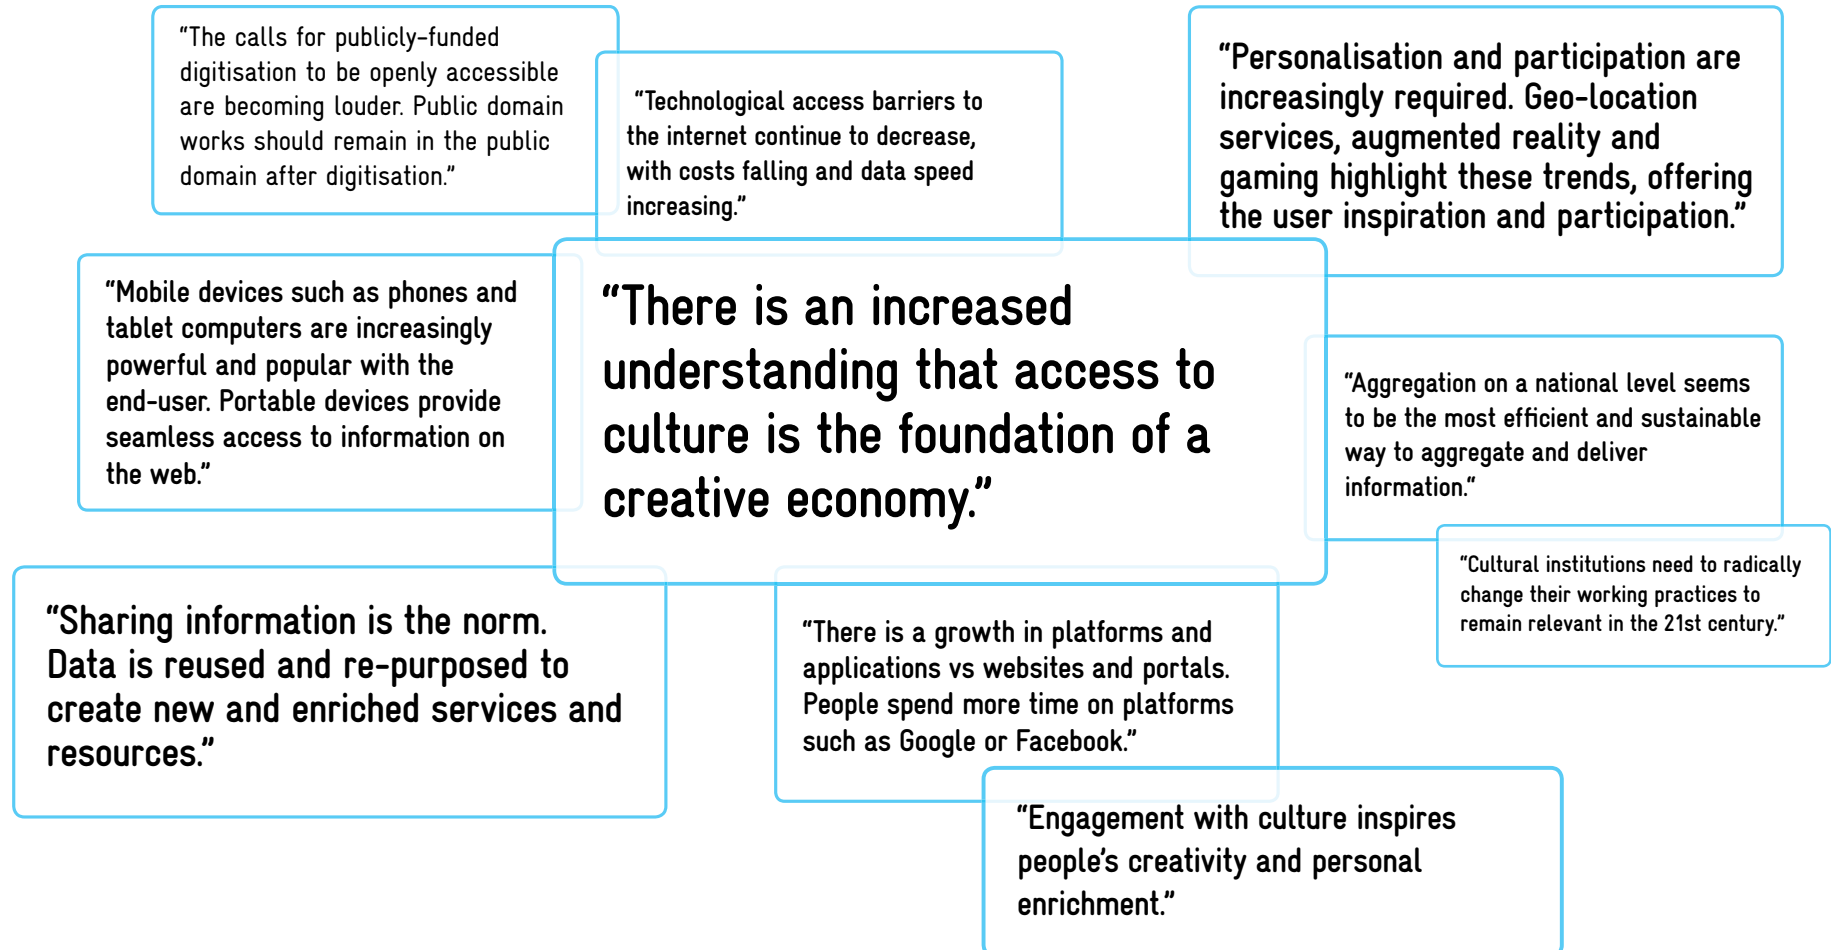 “The calls for publicly-funded
digitisation to be openly accessible
are becoming louder. Public domain
works should remain in the public
domain after digitisation.”
“Technological access barriers to
the internet continue to decrease,
with costs falling and data speed
increasing.”
“Personalisation and participation are
increasingly required. Geo-location
services, augmented reality and
gaming highlight these trends, offering
the user inspiration and participation.”
“Mobile devices such as phones and
tablet computers are increasingly
powerful and popular with the
end-user. Portable devices provide
seamless access to information on
the web.”
“There is an increased
understanding that access to
culture is the foundation of a
creative economy.”
“Aggregation on a national level seems
to be the most efficient and sustainable
way to aggregate and deliver
information.“
“Cultural institutions need to radically
change their working practices to
remain relevant in the 21st century.”
“Sharing information is the norm.
Data is reused and re-purposed to
create new and enriched services and
resources.”
“There is a growth in platforms and
applications vs websites and portals.
People spend more time on platforms
such as Google or Facebook.”
“Engagement with culture inspires
people’s creativity and personal
enrichment.”